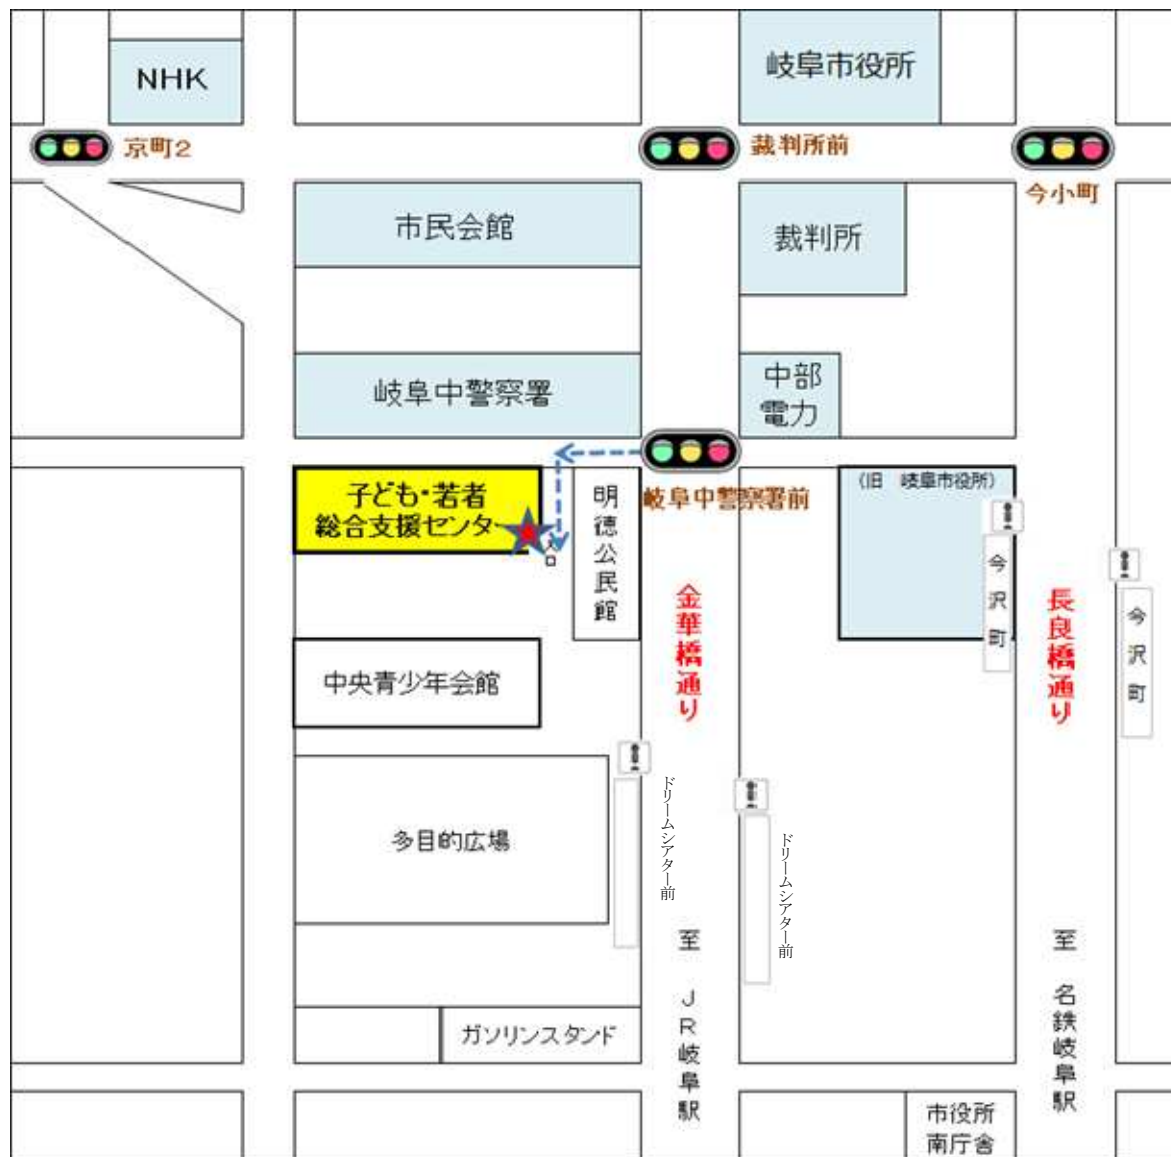 NHK
岐阜市役所
京町2
裁判所前
今小町
市民会館
裁判所
岐阜中警察署
中部
電力
子ども・若者
総合支援センター
入口
明徳公民館
岐阜中警察署前
(旧 岐阜市役所)
今沢町
今沢町
金華橋通り
長良橋通り
中央青少年会館
ドリームシアター前
ドリームシアター前
多目的広場
至 JR岐阜駅
至 名鉄岐阜駅
ガソリンスタンド
市役所
南庁舎